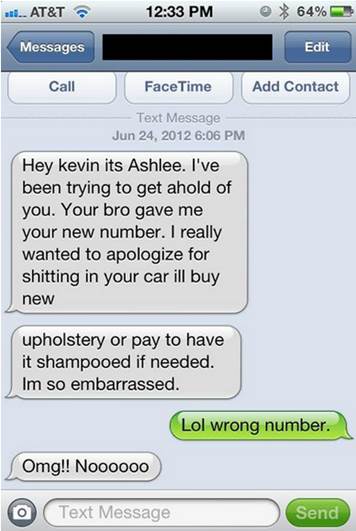 AT&T 12:33 PM 64%
Messages Edit
Call FaceTime Add Contact
Text Message
Jun 24, 2012 6:06 PM
Hey kevin its Ashlee. I've
been trying to get ahold of
you. Your bro gave me
your new number. I really
wanted to apologize for
shitting in your car ill buy
new
upholstery or pay to have
it shampooed if needed.
Im so embarrassed.
Lol wrong number.
Omg!! Noooooo
Text Message Send